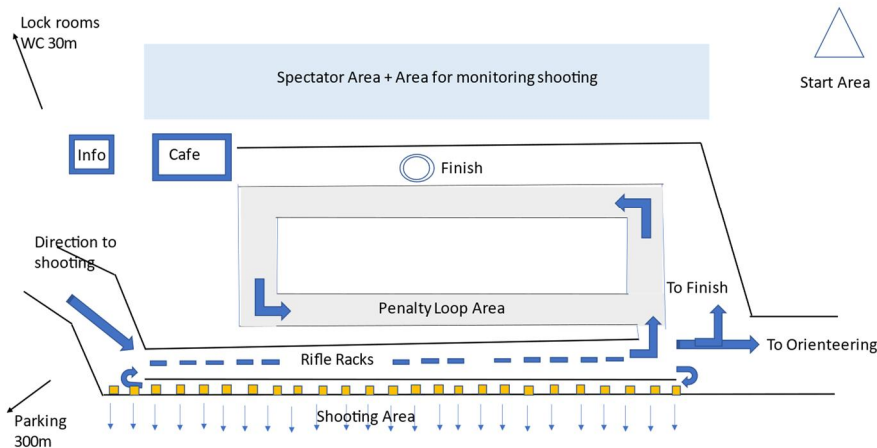 Lock rooms
WC 30m
Spectator Area + Area for monitoring shooting
Start Area
Info
Cafe
Finish
Direction to
shooting
To Finish
Penalty Loop Area
To Orienteering
Rifle Racks
Shooting Area
Parking
300m